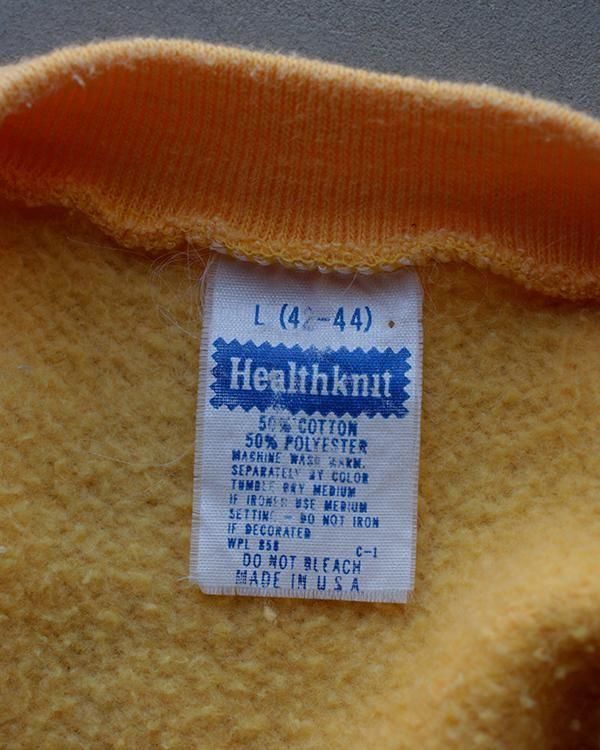 L (42-44)
Healthknit
50% COTTON
50% POLYESTER
MACHINE WASH WARM.
SEPARATELY BY COLOR
TUMBLE DRY MEDIUM
IF IRONED USE MEDIUM
SETTING - DO NOT IRON
IF DECORATED
WPL 858 C-1
DO NOT BLEACH
MADE IN U.S.A.